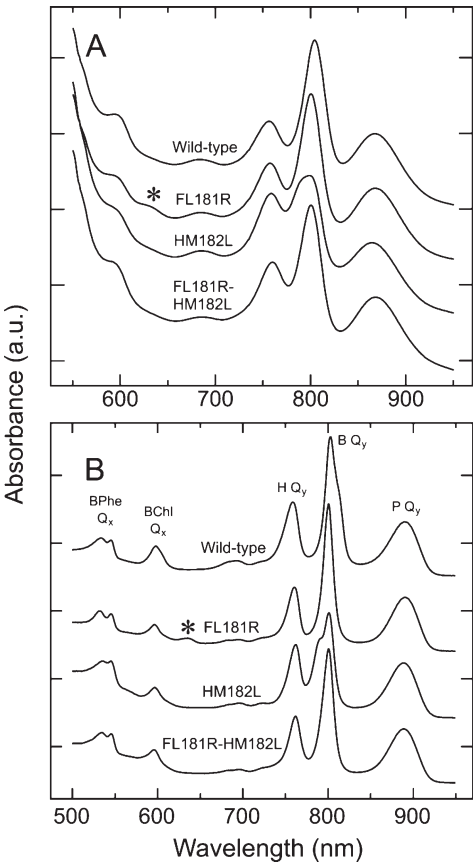 A
Wild-type
*
FL181R
HM182L
FL181R-
HM182L
600
700
800
900
Absorbance (a.u.)
B
B Qy
BPhe
Qx
BChl
Qx
H Qy
P Qy
Wild-type
* FL181R
HM182L
FL181R-HM182L
500
600
700
800
900
Wavelength (nm)